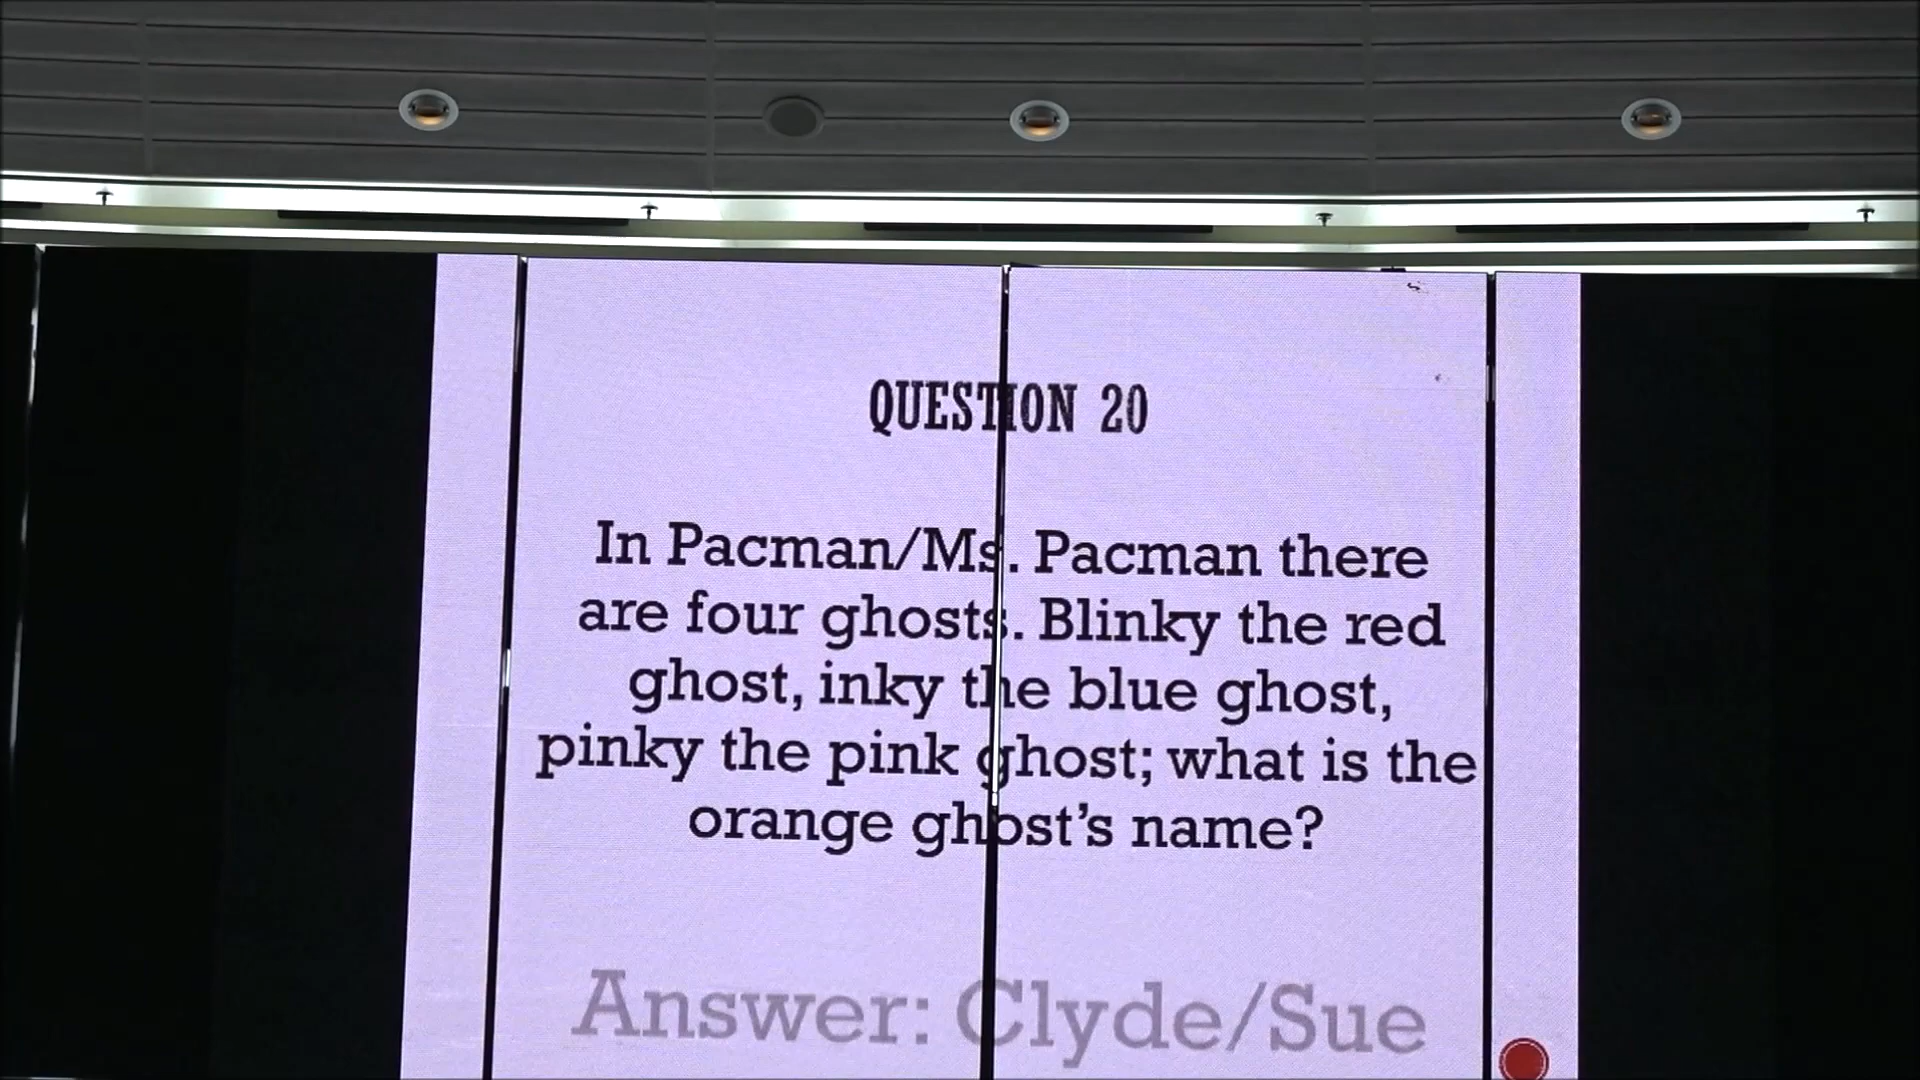 QUESTION 20
In Pacman/Ms. Pacman there
are four ghosts. Blinky the red
ghost, inky the blue ghost,
pinky the pink ghost; what is the
orange ghost’s name?
Answer: Clyde/Sue